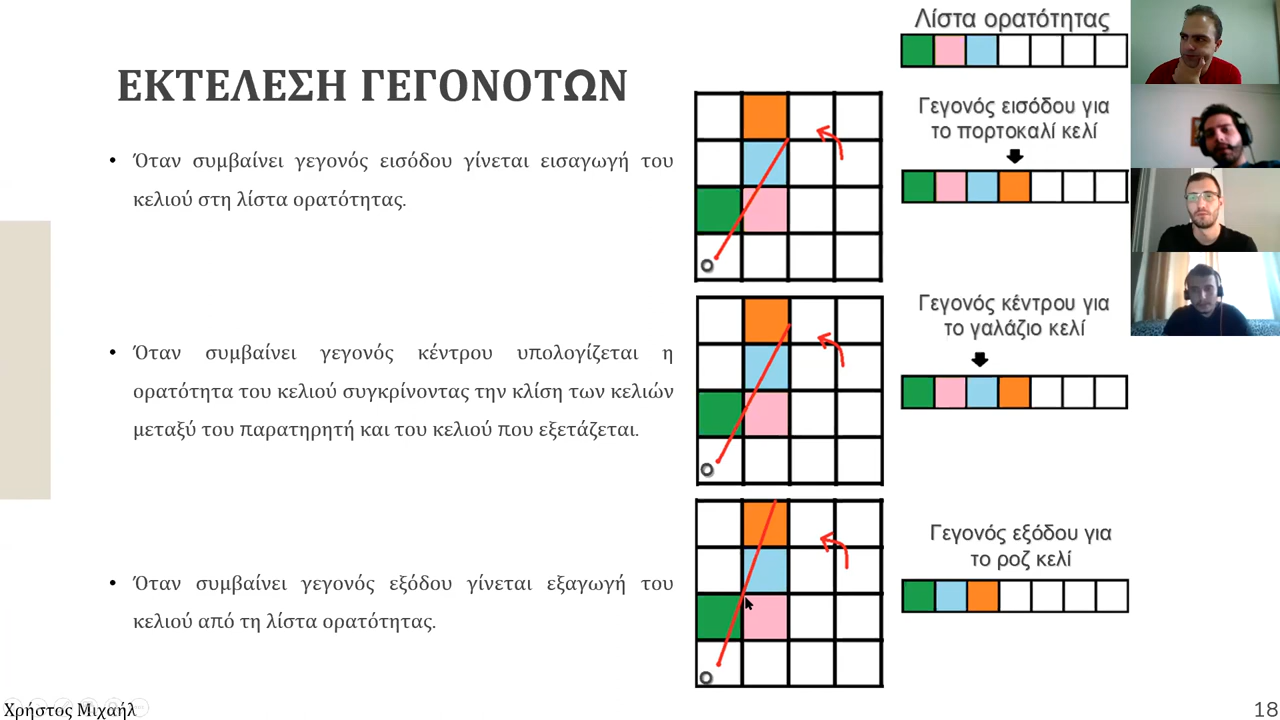 ΕΚΤΕΛΕΣΗ ΓΕΓΟΝΟΤΩΝ
• Όταν συμβαίνει γεγονός εισόδου γίνεται εισαγωγή του
κελιού στη λίστα ορατότητας.
• Όταν συμβαίνει γεγονός κέντρου υπολογίζεται η
ορατότητα του κελιού συγκρίνοντας την κλίση των κελιών
μεταξύ του παρατηρητή και του κελιού που εξετάζεται.
• Όταν συμβαίνει γεγονός εξόδου γίνεται εξαγωγή του
κελιού από τη λίστα ορατότητας.
Λίστα ορατότητας
Γεγονός εισόδου για
το πορτοκαλί κελί
Γεγονός κέντρου για
το γαλάζιο κελί
Γεγονός εξόδου για
το ροζ κελί
O
O
O
Χρήστος Μιχαήλ
18